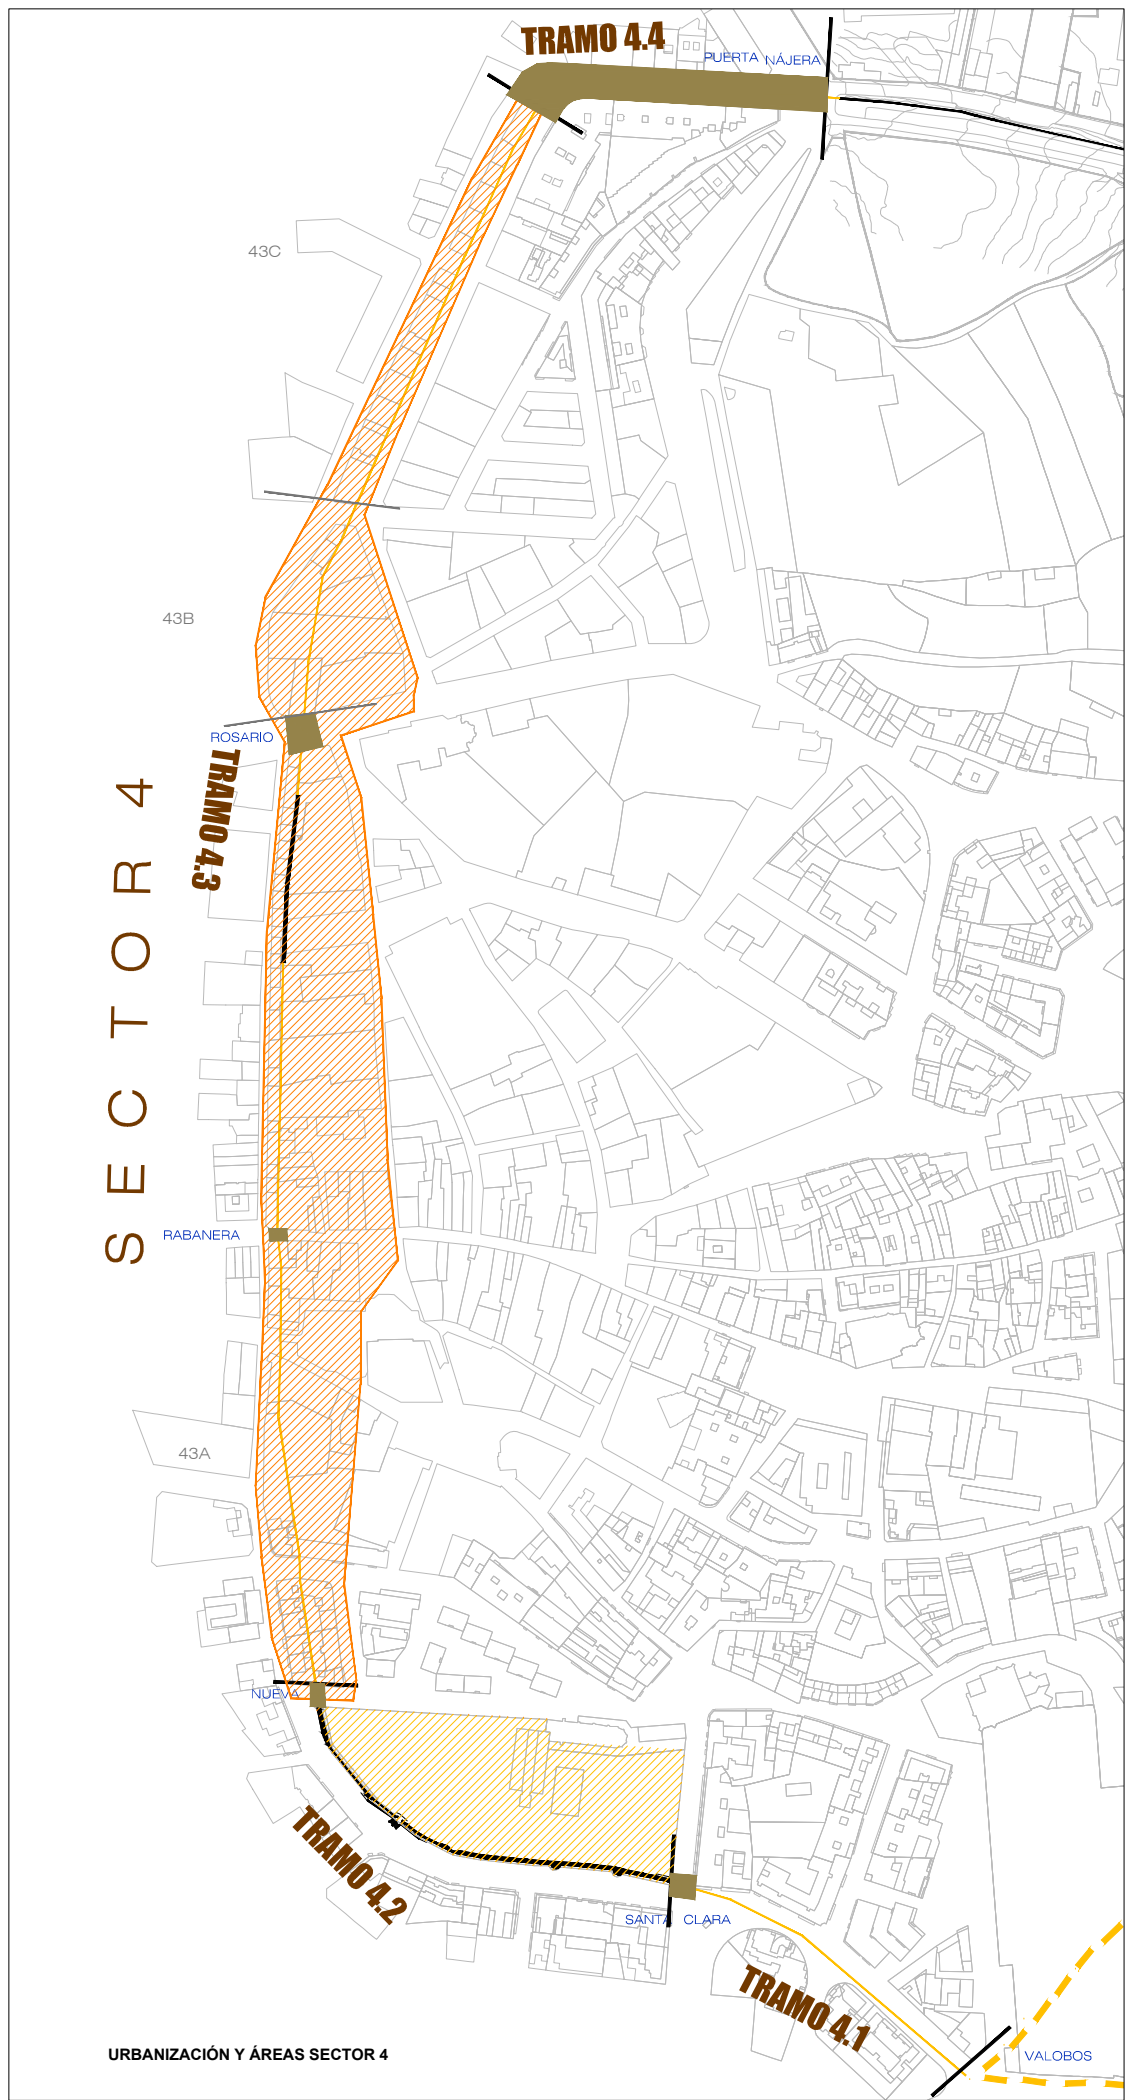 TRAMO 4.4
PUERTA NÁJERA
43C
43B
ROSARIO
TRAMO 4.3
SECTOR 4
RABANERA
43A
NUEVA
TRAMO 4.2
SANTA CLARA
TRAMO 4.1
VALOBOS
URBANIZACIÓN Y ÁREAS SECTOR 4